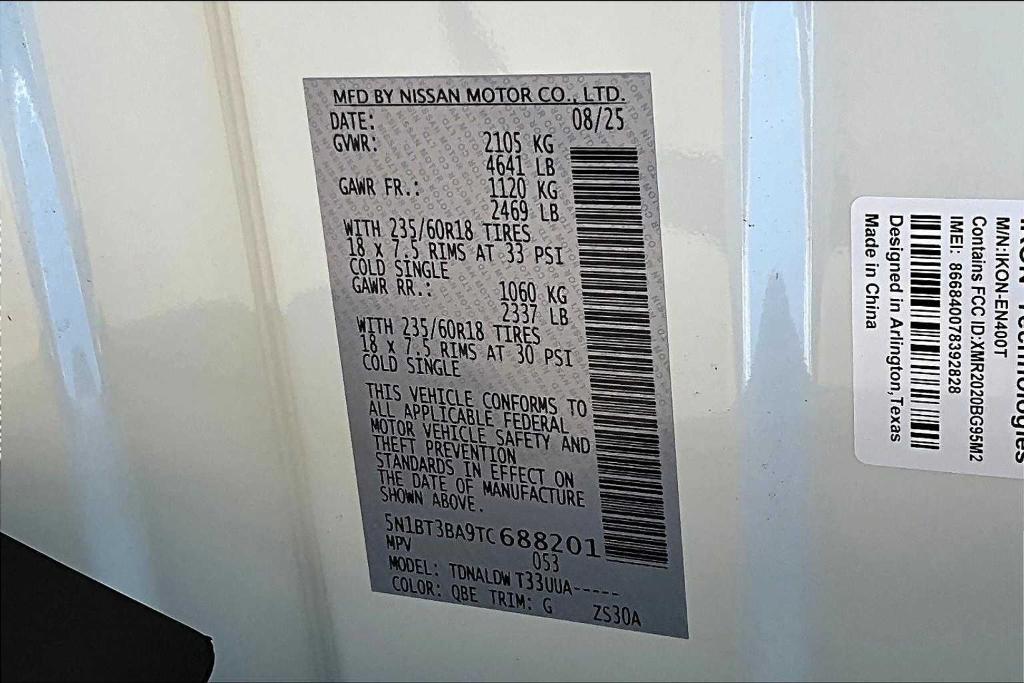 MFD BY NISSAN MOTOR CO., LTD.
DATE: 08/25
GVWR: 2105 KG
4641 LB
GAWR FR.: 1120 KG
2469 LB
WITH 235/60R18 TIRES
18 X 7.5 RIMS AT 33 PSI
COLD SINGLE
GAWR RR.: 1060 KG
2337 LB
WITH 235/60R18 TIRES
18 X 7.5 RIMS AT 30 PSI
COLD SINGLE
THIS VEHICLE CONFORMS TO
ALL APPLICABLE FEDERAL
MOTOR VEHICLE SAFETY AND
THEFT PREVENTION
STANDARDS IN EFFECT ON
THE DATE OF MANUFACTURE
SHOWN ABOVE.
5N1BT3BA9TC688201
MPV 053
MODEL: TDNALDW T33UUA-----
COLOR: QBE TRIM: G ZS30A
Technologies
M/N:IKON-EN400T
Contains FCC ID:XMR2020BG95M2
IMEI: 866840078392828
Designed in Arlington,Texas
Made in China